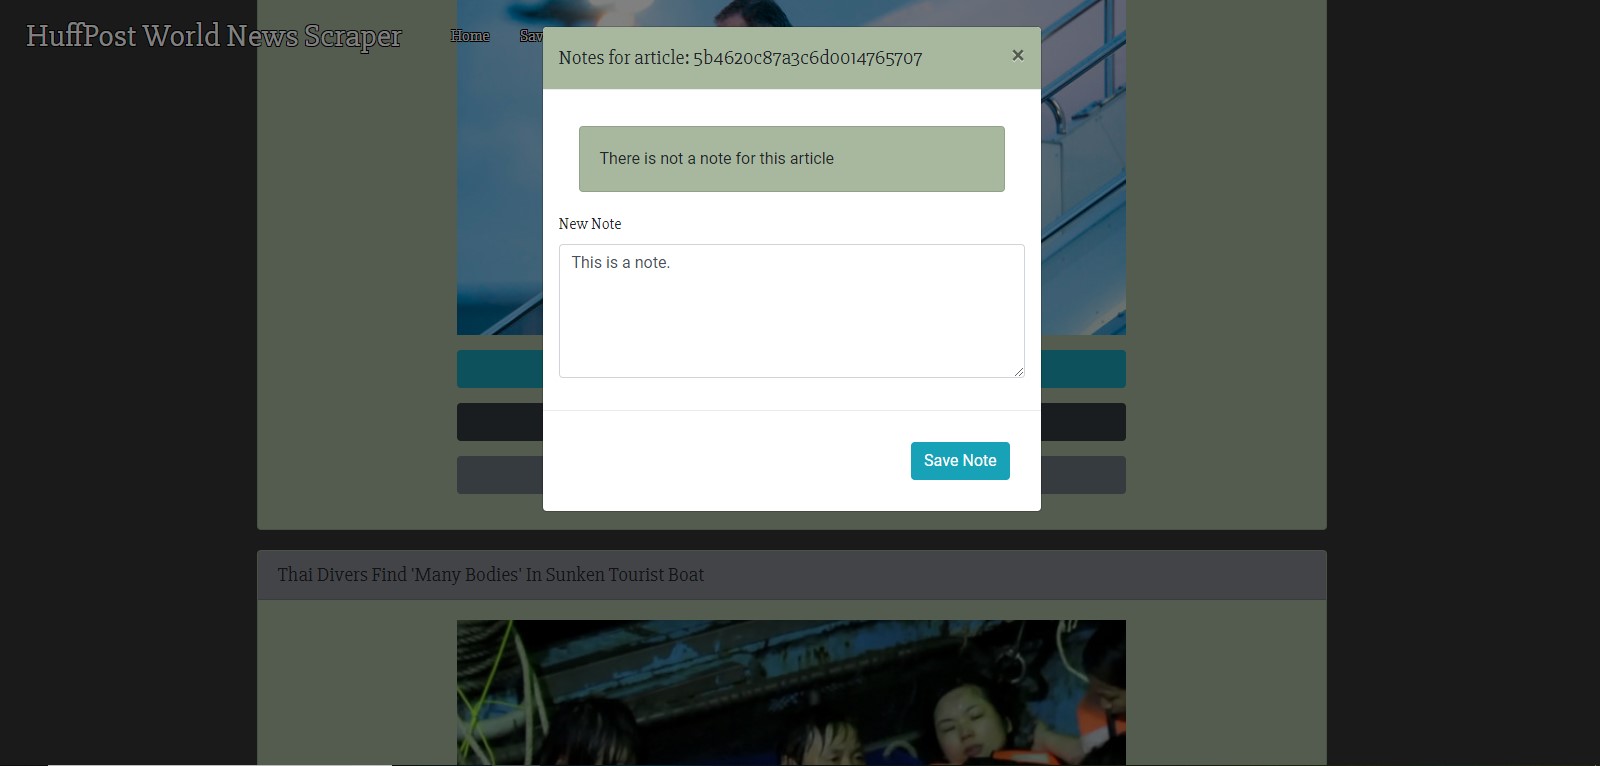 HuffPost World News Scraper
Home
Sav
Notes for article: 5b4620c87a3c6d0014765707
×
There is not a note for this article
New Note
This is a note.
Save Note
Thai Divers Find 'Many Bodies' In Sunken Tourist Boat